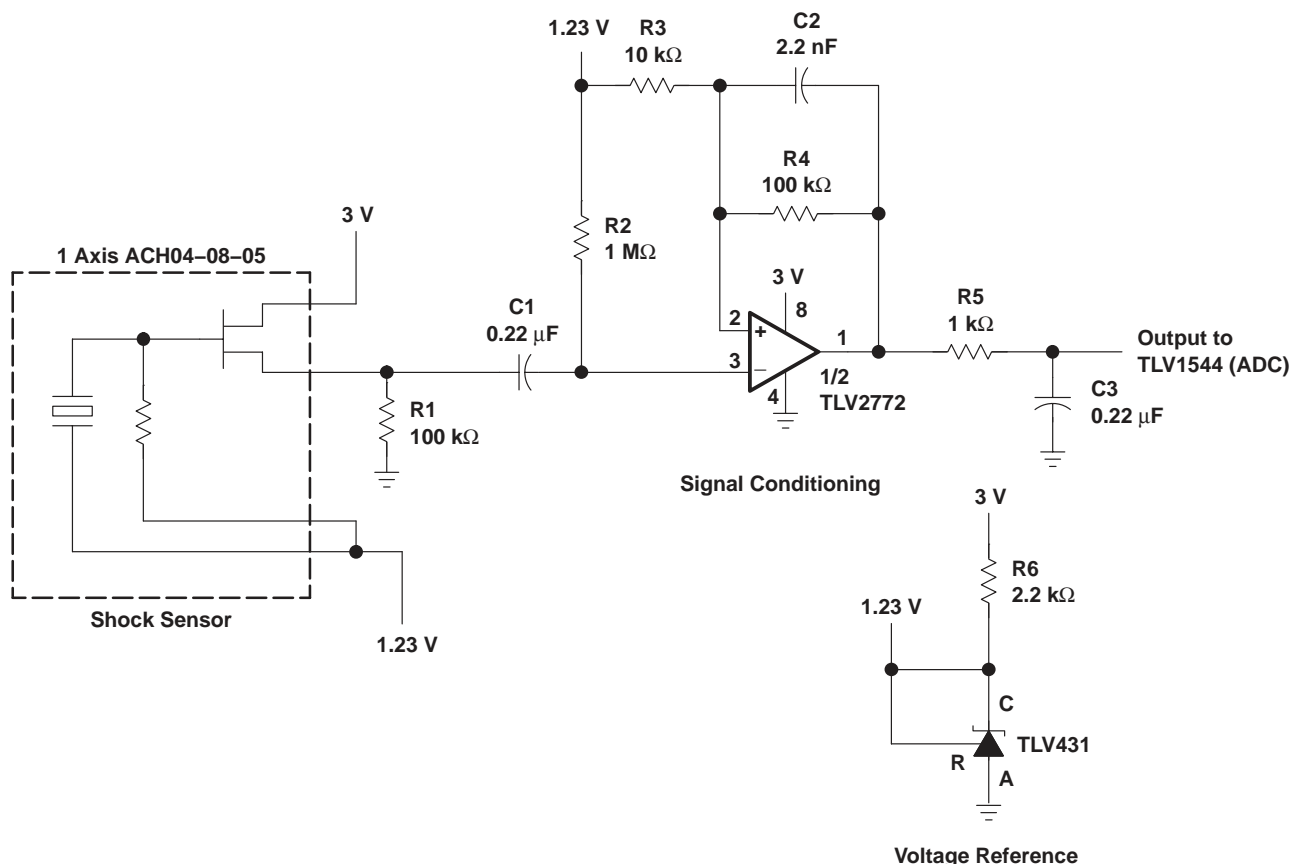 1.23 V
R3
10 kΩ
C2
2.2 nF
R4
100 kΩ
R2
1 MΩ
3 V
1 Axis ACH04–08–05
C1
0.22 μF
3 V
8
2
+
3
–
1
4
1/2
TLV2772
R5
1 kΩ
Output to
TLV1544 (ADC)
C3
0.22 μF
R1
100 kΩ
Signal Conditioning
Shock Sensor
1.23 V
3 V
R6
2.2 kΩ
1.23 V
C
TLV431
R
A
Voltage Reference